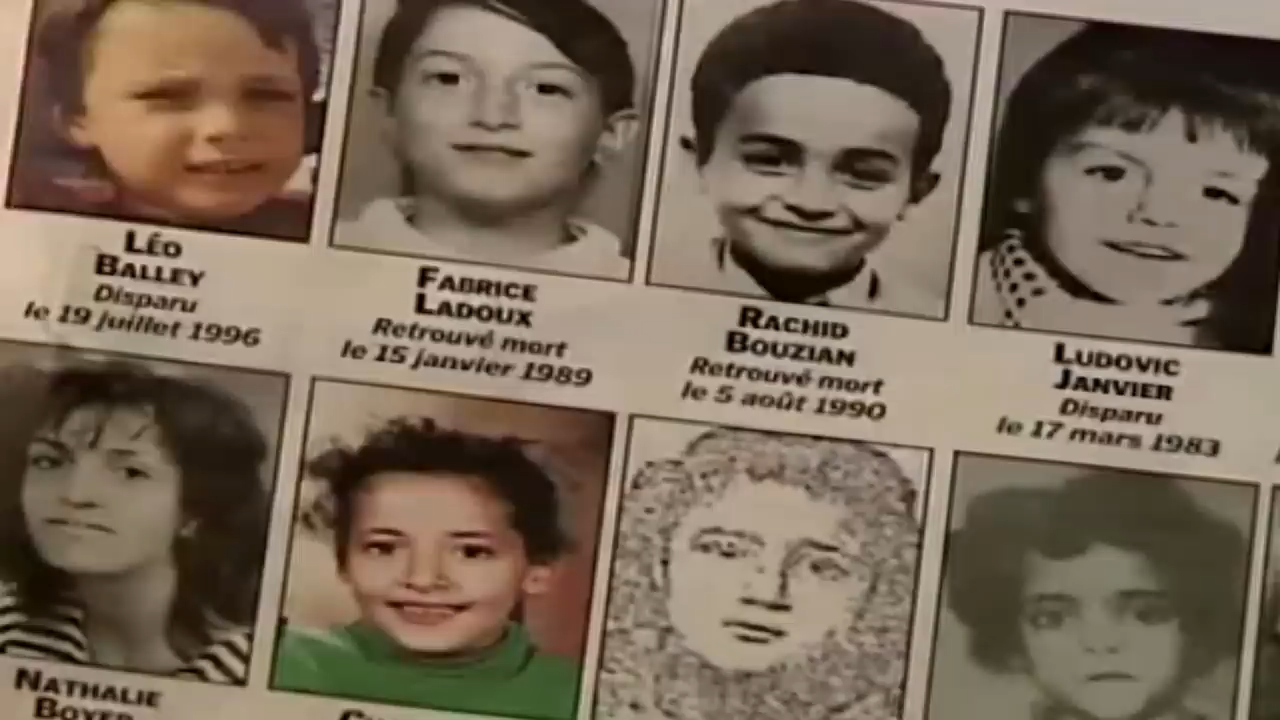 LÉO
BALLEY
Disparu
le 19 juillet 1996
FABRICE
LADOUX
Retrouvé mort
le 15 janvier 1989
RACHID
BOUZIAN
Retrouvé mort
le 5 août 1990
LUDOVIC
JANVIER
Disparu
le 17 mars 1983
NATHALIE
BOYER